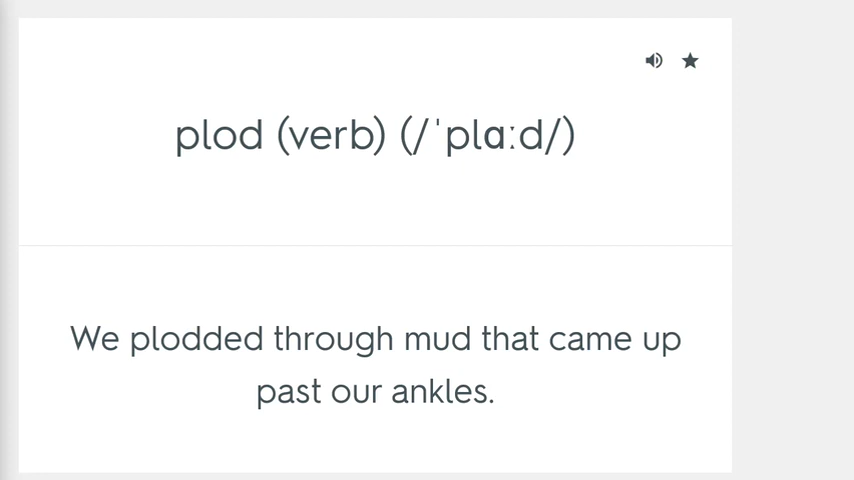 plod (verb) (/ˈplɑːd/)
We plodded through mud that came up
past our ankles.